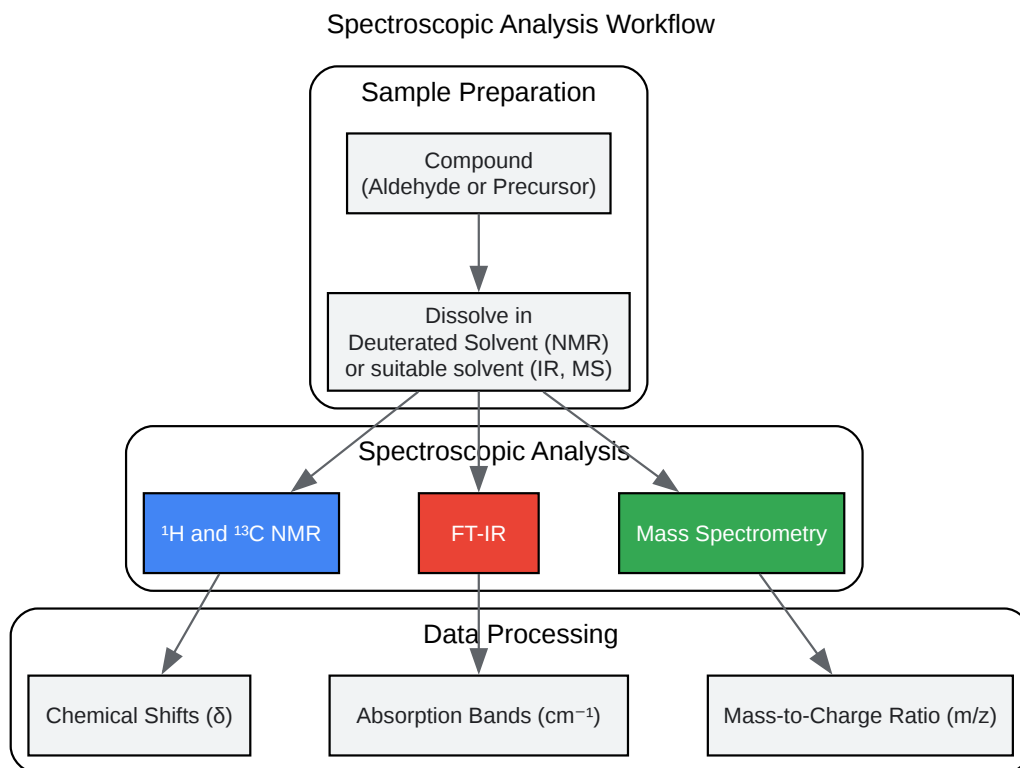 Spectroscopic Analysis Workflow
Sample Preparation
Compound
(Aldehyde or Precursor)
Dissolve in
Deuterated Solvent (NMR)
or suitable solvent (IR, MS)
Spectroscopic Analysis
¹H and ¹³C NMR
FT-IR
Mass Spectrometry
Data Processing
Chemical Shifts (δ)
Absorption Bands (cm⁻¹)
Mass-to-Charge Ratio (m/z)